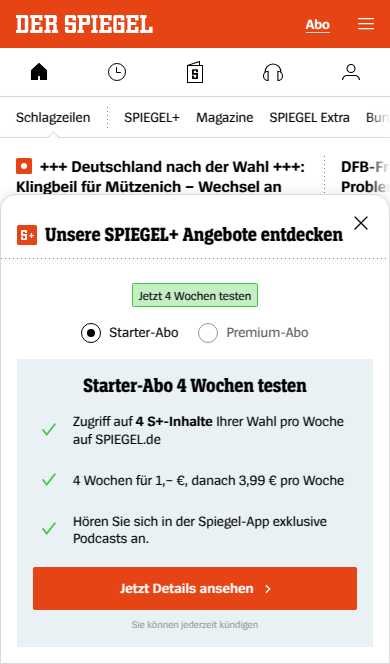 DER SPIEGEL
Abo
S
Schlagzeilen
SPIEGEL+
Magazine
SPIEGEL Extra
Bun
+++ Deutschland nach der Wahl +++:
Klingbeil für Mützenich – Wechsel an
DFB-Fr
Probler
S+ Unsere SPIEGEL+ Angebote entdecken
Jetzt 4 Wochen testen
Starter-Abo
Premium-Abo
Starter-Abo 4 Wochen testen
Zugriff auf 4 S+-Inhalte Ihrer Wahl pro Woche
auf SPIEGEL.de
4 Wochen für 1,– €, danach 3,99 € pro Woche
Hören Sie sich in der Spiegel-App exklusive
Podcasts an.
Jetzt Details ansehen
Sie können jederzeit kündigen